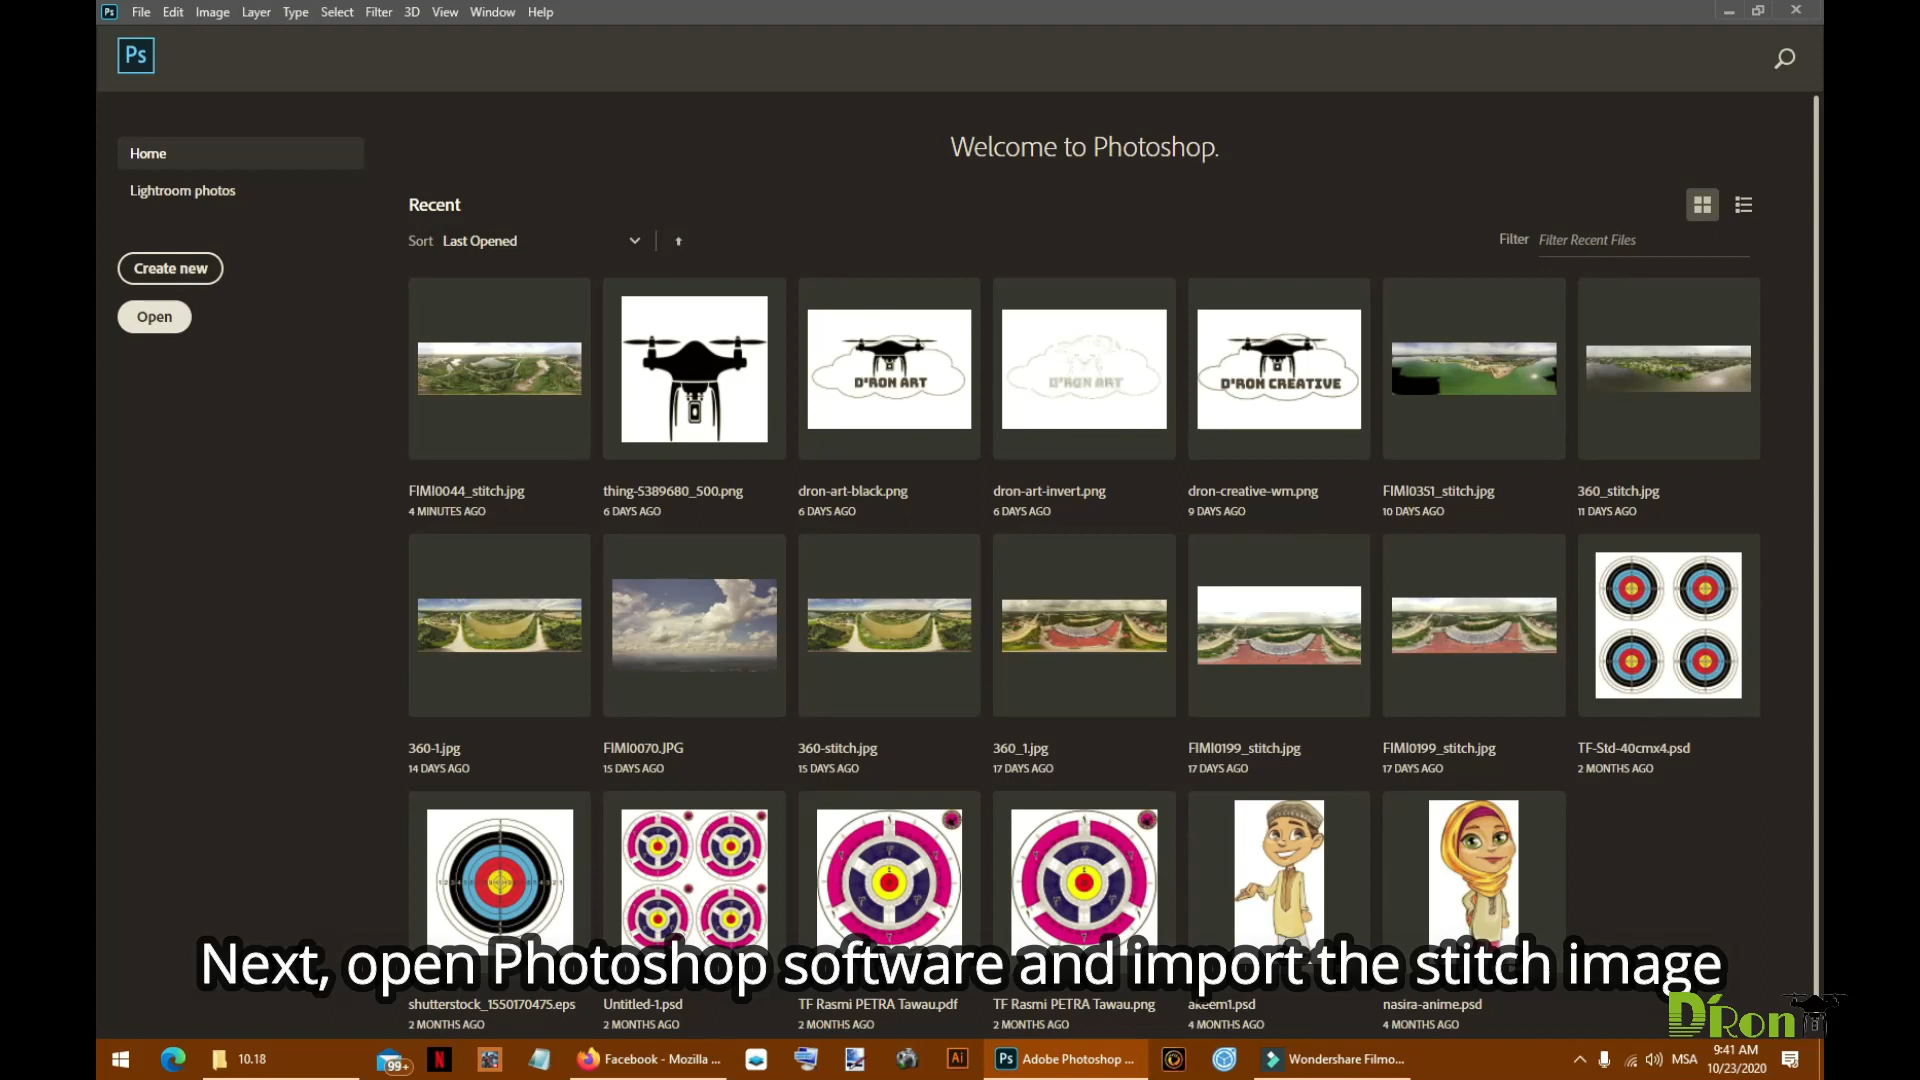 Ps File Edit Image Layer Type Select Filter 3D View Window Help
Ps
Home
Lightroom photos
Create new
Open
Welcome to Photoshop.
Recent
Sort Last Opened
Filter Filter Recent Files
D'RON ART
D'RON ART
D'RON CREATIVE
FIMI0044_stitch.jpg
4 MINUTES AGO
thing-5389680_500.png
6 DAYS AGO
dron-art-black.png
6 DAYS AGO
dron-art-invert.png
6 DAYS AGO
dron-creative-wm.png
9 DAYS AGO
FIMI0351_stitch.jpg
10 DAYS AGO
360_stitch.jpg
11 DAYS AGO
360-1.jpg
14 DAYS AGO
FIMI0070.JPG
15 DAYS AGO
360-stitch.jpg
15 DAYS AGO
360_1.jpg
17 DAYS AGO
FIMI0199_stitch.jpg
17 DAYS AGO
FIMI0199_stitch.jpg
17 DAYS AGO
TF-Std-40cmx4.psd
2 MONTHS AGO
Next, open Photoshop software and import the stitch image
shutterstock_1550170475.eps
2 MONTHS AGO
Untitled-1.psd
2 MONTHS AGO
TF Rasmi PETRA Tawau.pdf
2 MONTHS AGO
TF Rasmi PETRA Tawau.png
2 MONTHS AGO
akeem1.psd
4 MONTHS AGO
nasira-anime.psd
4 MONTHS AGO
D'Ron
10.18
99+
N
Facebook - Mozilla ...
Ai
Ps Adobe Photoshop ...
Wondershare Filmo...
MSA
9:41 AM
10/23/2020